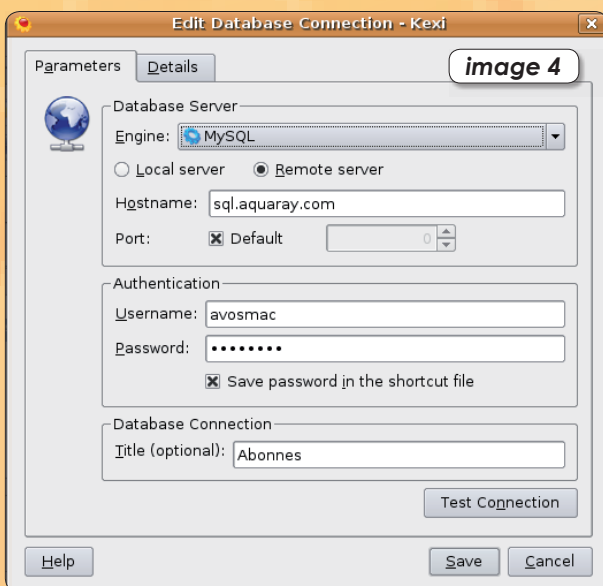 Edit Database Connection - Kexi
Parameters Details
image 4
Database Server
Engine: MySQL
Local server Remote server
Hostname: sql.aquaray.com
Port: Default 0
Authentication
Username: avosmac
Password: ••••••••
Save password in the shortcut file
Database Connection
Title (optional): Abonnes
Test Connection
Help Save Cancel